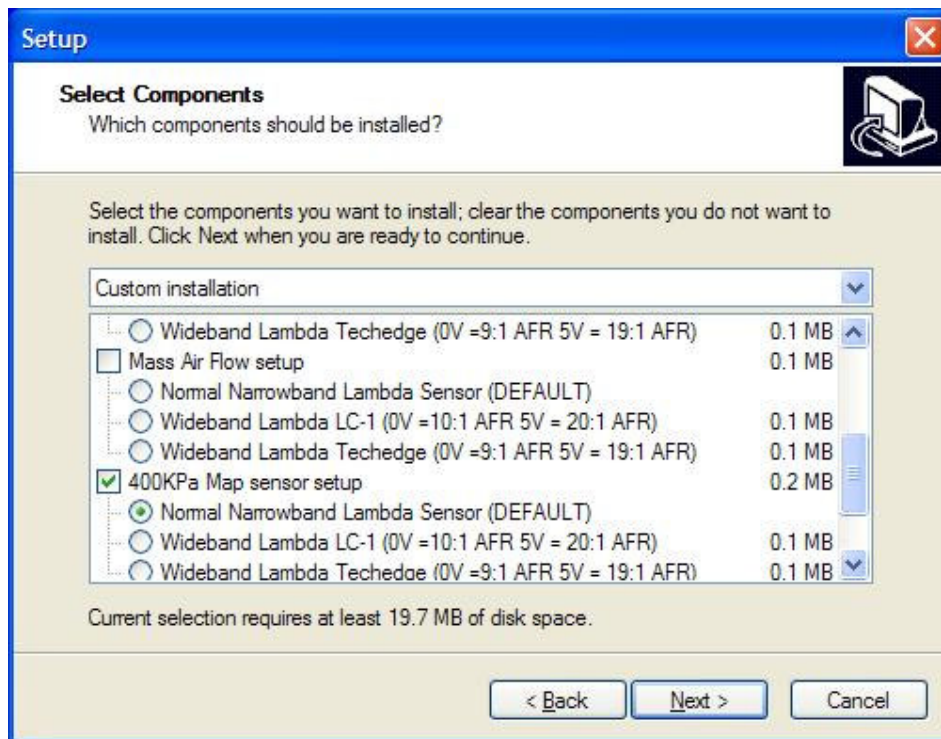 Setup
Select Components
Which components should be installed?
Select the components you want to install; clear the components you do not want to
install. Click Next when you are ready to continue.
Custom installation
Wideband Lambda Techedge (0V =9:1 AFR 5V = 19:1 AFR) 0.1 MB
Mass Air Flow setup 0.1 MB
Normal Narrowband Lambda Sensor (DEFAULT)
Wideband Lambda LC-1 (0V =10:1 AFR 5V = 20:1 AFR) 0.1 MB
Wideband Lambda Techedge (0V =9:1 AFR 5V = 19:1 AFR) 0.1 MB
400KPa Map sensor setup 0.2 MB
Normal Narrowband Lambda Sensor (DEFAULT)
Wideband Lambda LC-1 (0V =10:1 AFR 5V = 20:1 AFR) 0.1 MB
Wideband Lambda Techedge (0V =9:1 AFR 5V = 19:1 AFR) 0.1 MB
Current selection requires at least 19.7 MB of disk space.
< Back Next > Cancel